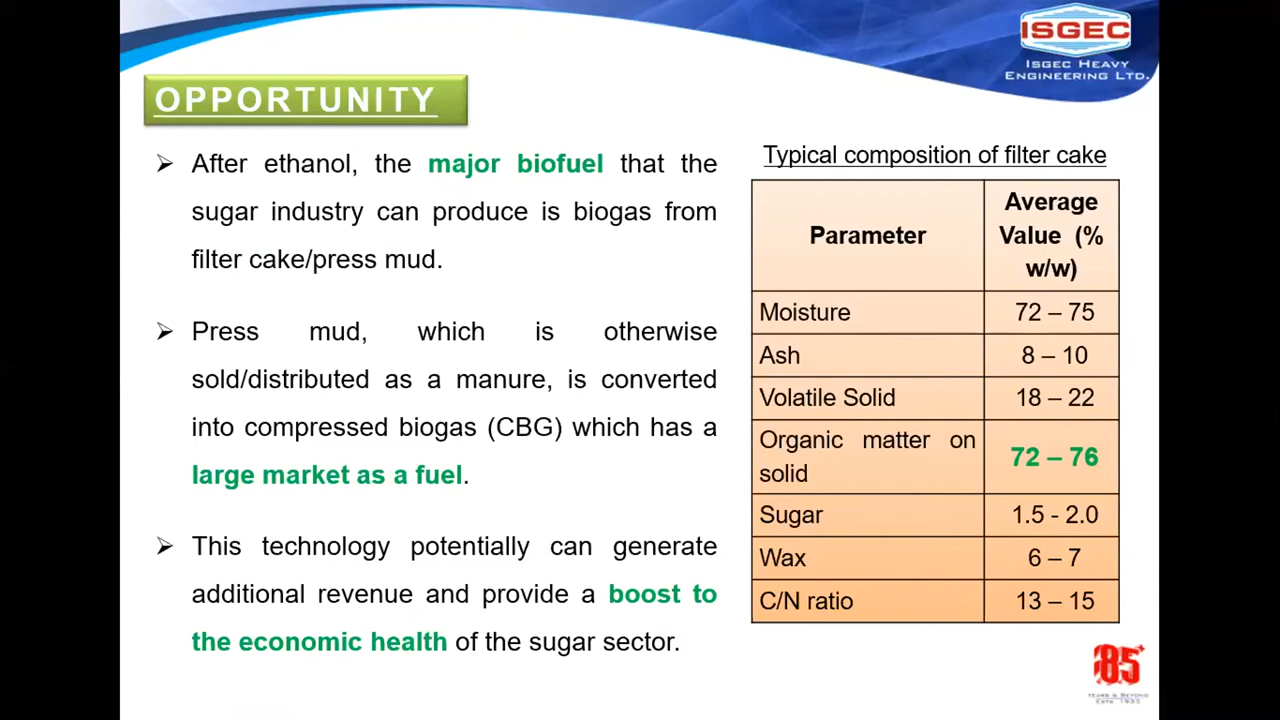 ISGEC
ISGEC HEAVY
ENGINEERING LTD.
OPPORTUNITY
➢ After ethanol, the major biofuel that the
sugar industry can produce is biogas from
filter cake/press mud.
➢ Press mud, which is otherwise
sold/distributed as a manure, is converted
into compressed biogas (CBG) which has a
large market as a fuel.
➢ This technology potentially can generate
additional revenue and provide a boost to
the economic health of the sugar sector.
Typical composition of filter cake
Parameter Average Value (% w/w)
Moisture 72 – 75
Ash 8 – 10
Volatile Solid 18 – 22
Organic matter on solid 72 – 76
Sugar 1.5 - 2.0
Wax 6 – 7
C/N ratio 13 – 15
85+
YEARS & BEYOND
ESTD. 1933